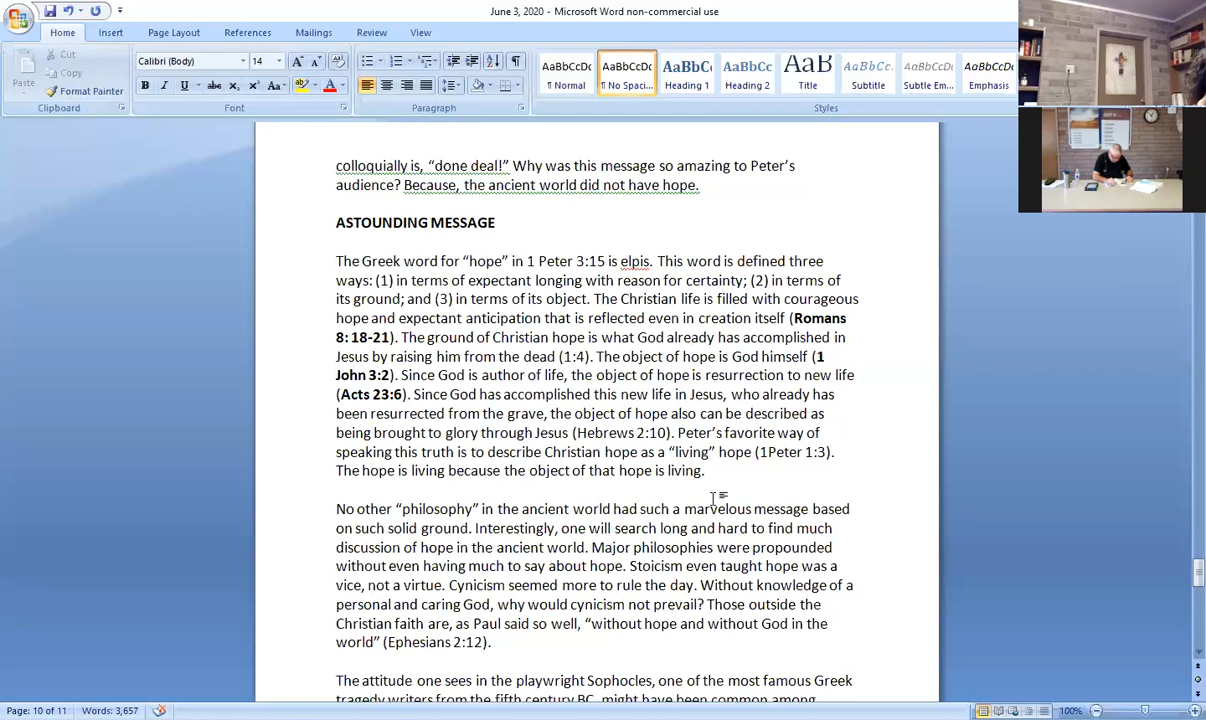 June 3, 2020 - Microsoft Word non-commercial use
Home Insert Page Layout References Mailings Review View
Cut
Copy
Paste
Format Painter
Clipboard
Calibri (Body) 14
Font
Paragraph
AaBbCcDc AaBbCcDc AaBbC AaBbCc AaB AaBbCcI AaBbCcD AaBbCcD
¶ Normal ¶ No Spaci... Heading 1 Heading 2 Title Subtitle Subtle Em... Emphasis
Styles
colloquially is, “done deal!” Why was this message so amazing to Peter’s
audience? Because, the ancient world did not have hope.
ASTOUNDING MESSAGE
The Greek word for “hope” in 1 Peter 3:15 is elpis. This word is defined three
ways: (1) in terms of expectant longing with reason for certainty; (2) in terms of
its ground; and (3) in terms of its object. The Christian life is filled with courageous
hope and expectant anticipation that is reflected even in creation itself (Romans
8: 18-21). The ground of Christian hope is what God already has accomplished in
Jesus by raising him from the dead (1:4). The object of hope is God himself (1
John 3:2). Since God is author of life, the object of hope is resurrection to new life
(Acts 23:6). Since God has accomplished this new life in Jesus, who already has
been resurrected from the grave, the object of hope also can be described as
being brought to glory through Jesus (Hebrews 2:10). Peter’s favorite way of
speaking this truth is to describe Christian hope as a “living” hope (1Peter 1:3).
The hope is living because the object of that hope is living.
No other “philosophy” in the ancient world had such a marvelous message based
on such solid ground. Interestingly, one will search long and hard to find much
discussion of hope in the ancient world. Major philosophies were propounded
without even having much to say about hope. Stoicism even taught hope was a
vice, not a virtue. Cynicism seemed more to rule the day. Without knowledge of a
personal and caring God, why would cynicism not prevail? Those outside the
Christian faith are, as Paul said so well, “without hope and without God in the
world” (Ephesians 2:12).
The attitude one sees in the playwright Sophocles, one of the most famous Greek
tragedy writers from the fifth century BC, might have been common among
Page: 10 of 11 Words: 3,657 100%